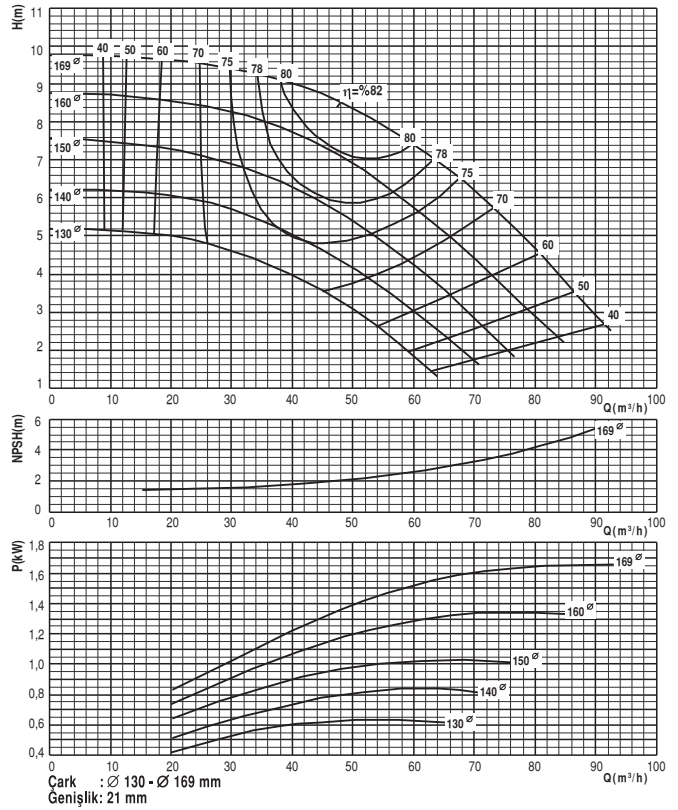 H(m)
11
10
9
8
7
6
5
4
3
2
1
40 50 60 70 75 78 80
η=%82
169 ø
160 ø
150 ø
140 ø
130 ø
80
78
75
70
60
50
40
0 10 20 30 40 50 60 70 80 90 100
Q(m³/h)
NPSH(m)
6
4
2
0
169 ø
0 10 20 30 40 50 60 70 80 90 100
Q(m³/h)
P(kW)
1,8
1,6
1,4
1,2
1,0
0,8
0,6
0,4
169 ø
160 ø
150 ø
140 ø
130 ø
0 10 20 30 40 50 60 70 80 90 100
Q(m³/h)
Çark : Ø 130 - Ø 169 mm
Genişlik: 21 mm